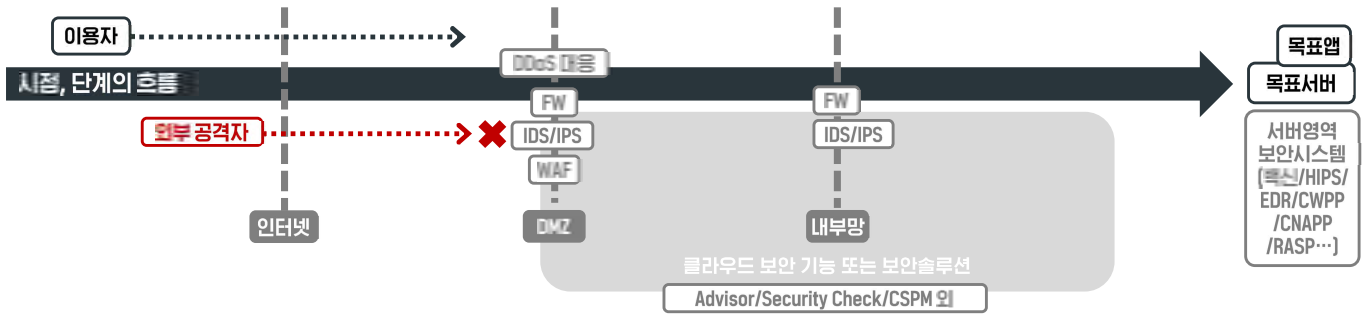 이용자
목표앱
시점, 단계의 흐름
DDoS 대응
목표서버
FW
FW
외부 공격자
IDS/IPS
IDS/IPS
WAF
서버영역
보안시스템
(백신/HIPS/
EDR/CWPP
/CNAPP
/RASP…)
인터넷
DMZ
내부망
클라우드 보안 기능 또는 보안솔루션
Advisor/Security Check/CSPM 외